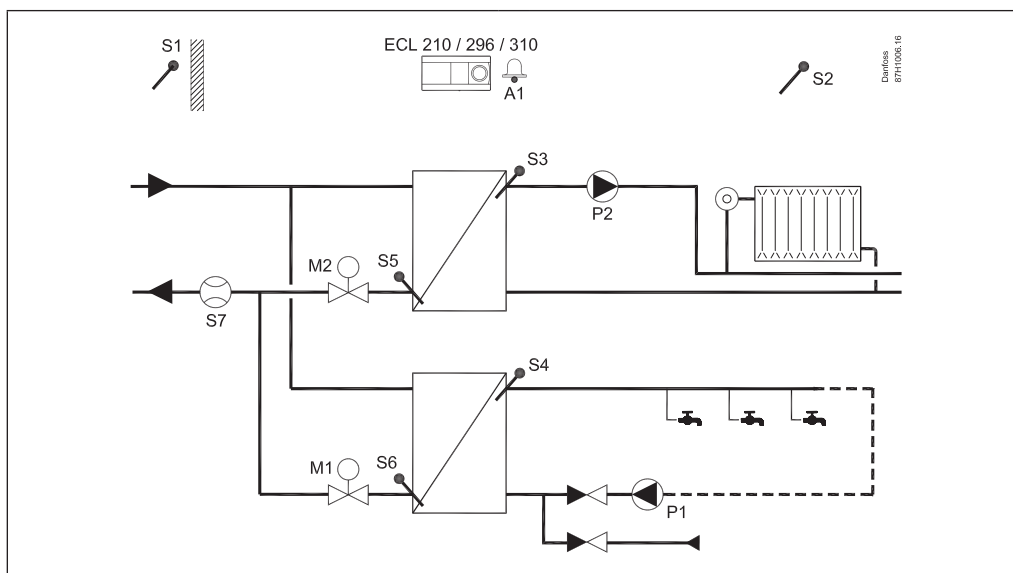 S1
ECL 210 / 296 / 310
A1
S2
Danfoss
87H1006.16
S3
P2
M2
S5
S7
S4
M1
S6
P1